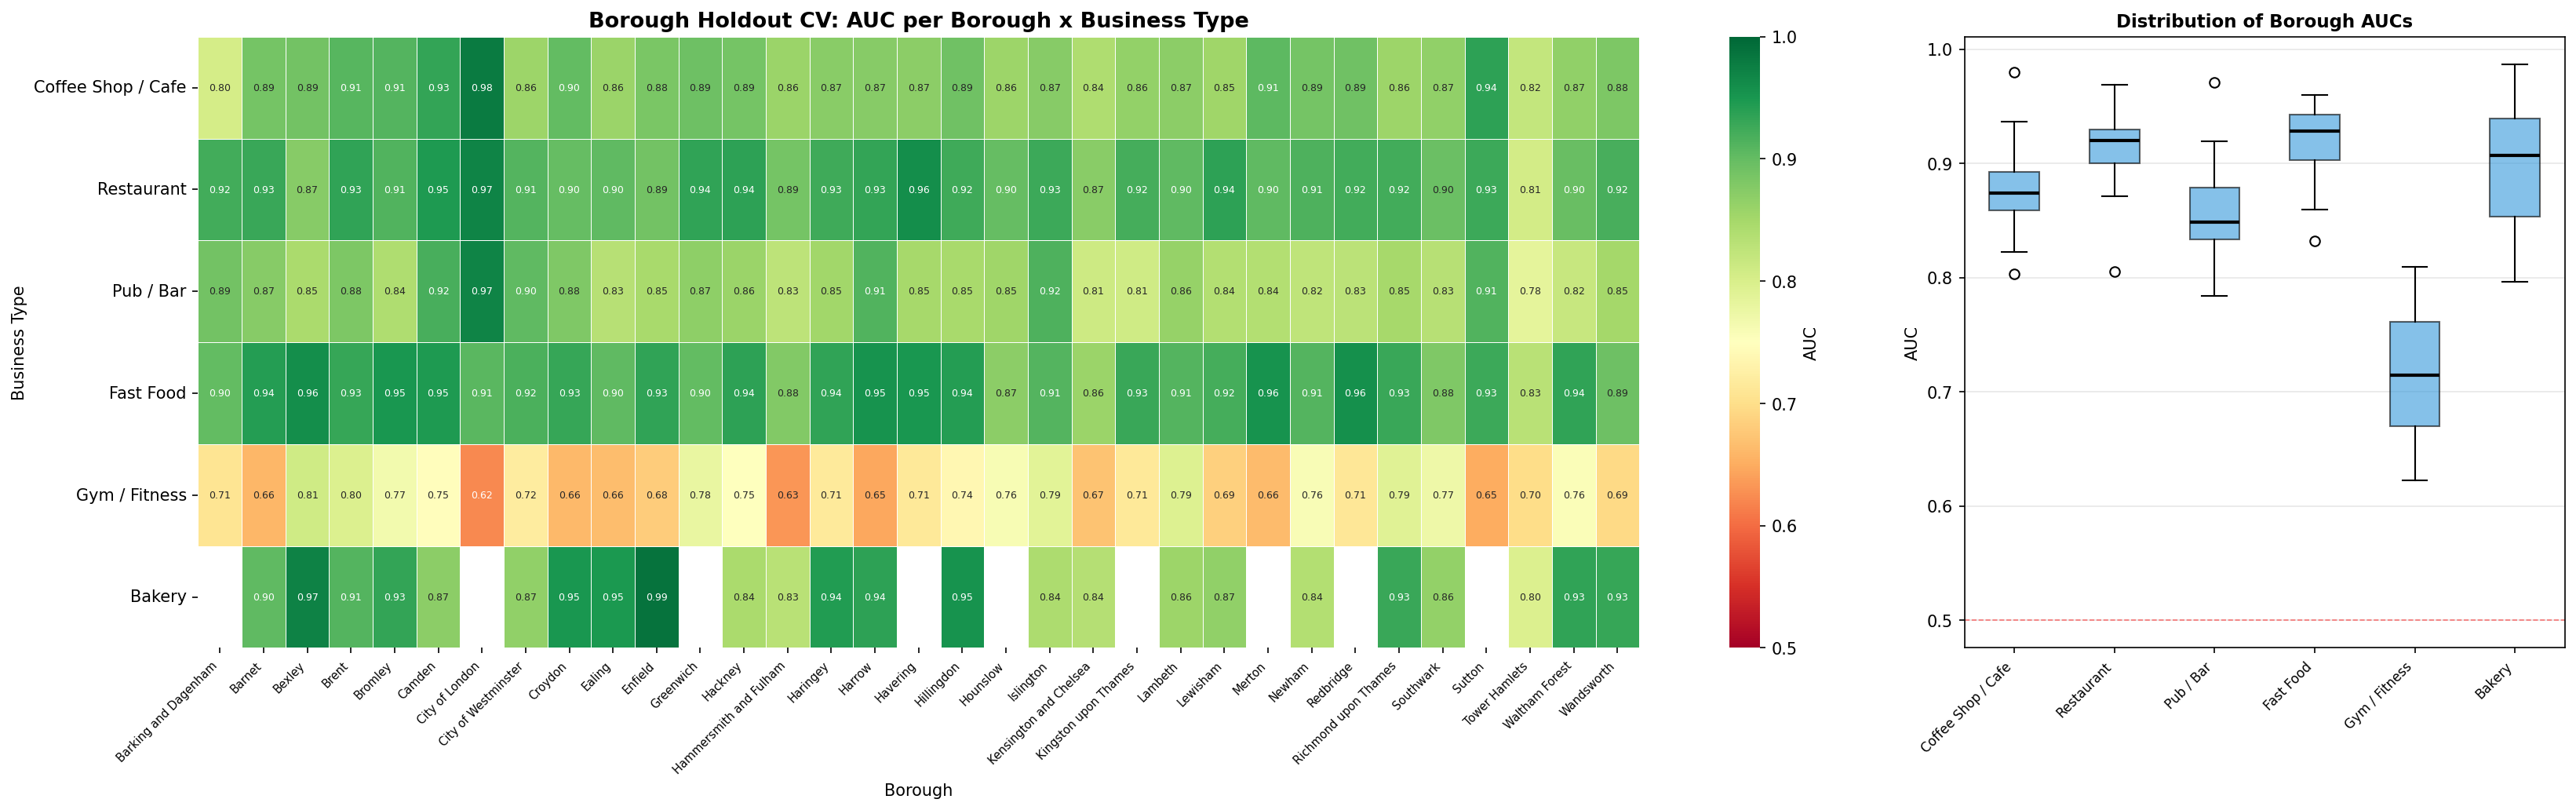 Borough Holdout CV: AUC per Borough x Business Type
Business Type
Coffee Shop / Cafe 0.80 0.89 0.89 0.91 0.91 0.93 0.98 0.86 0.90 0.86 0.88 0.89 0.89 0.86 0.87 0.87 0.87 0.89 0.86 0.87 0.84 0.86 0.87 0.85 0.91 0.89 0.89 0.86 0.87 0.94 0.82 0.87 0.88
Restaurant 0.92 0.93 0.87 0.93 0.91 0.95 0.97 0.91 0.90 0.90 0.89 0.94 0.94 0.89 0.93 0.93 0.96 0.92 0.90 0.93 0.87 0.92 0.90 0.94 0.90 0.91 0.92 0.92 0.90 0.93 0.81 0.90 0.92
Pub / Bar 0.89 0.87 0.85 0.88 0.84 0.92 0.97 0.90 0.88 0.83 0.85 0.87 0.86 0.83 0.85 0.91 0.85 0.85 0.85 0.92 0.81 0.81 0.86 0.84 0.84 0.82 0.83 0.85 0.83 0.91 0.78 0.82 0.85
Fast Food 0.90 0.94 0.96 0.93 0.95 0.95 0.91 0.92 0.93 0.90 0.93 0.90 0.94 0.88 0.94 0.95 0.95 0.94 0.87 0.91 0.86 0.93 0.91 0.92 0.96 0.91 0.96 0.93 0.88 0.93 0.83 0.94 0.89
Gym / Fitness 0.71 0.66 0.81 0.80 0.77 0.75 0.62 0.72 0.66 0.66 0.68 0.78 0.75 0.63 0.71 0.65 0.71 0.74 0.76 0.79 0.67 0.71 0.79 0.69 0.66 0.76 0.71 0.79 0.77 0.65 0.70 0.76 0.69
Bakery 0.90 0.97 0.91 0.93 0.87 0.87 0.95 0.95 0.99 0.84 0.83 0.94 0.94 0.95 0.84 0.84 0.86 0.87 0.84 0.93 0.86 0.80 0.93 0.93
Barking and Dagenham
Barnet
Bexley
Brent
Bromley
Camden
City of London
City of Westminster
Croydon
Ealing
Enfield
Greenwich
Hackney
Hammersmith and Fulham
Haringey
Harrow
Havering
Hillingdon
Hounslow
Islington
Kensington and Chelsea
Kingston upon Thames
Lambeth
Lewisham
Merton
Newham
Redbridge
Richmond upon Thames
Southwark
Sutton
Tower Hamlets
Waltham Forest
Wandsworth
Borough
1.0
0.9
0.8
0.7
0.6
0.5
AUC
Distribution of Borough AUCs
AUC
1.0
0.9
0.8
0.7
0.6
0.5
Coffee Shop / Cafe
Restaurant
Pub / Bar
Fast Food
Gym / Fitness
Bakery